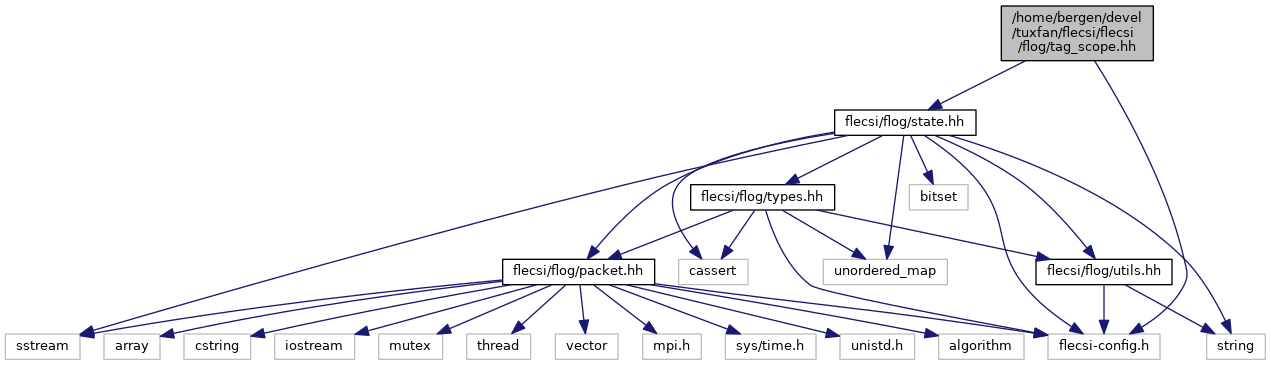 /home/bergen/devel
/tuxfan/flecsi/flecsi
/flog/tag_scope.hh
flecsi/flog/state.hh
flecsi/flog/types.hh
bitset
flecsi/flog/packet.hh
cassert
unordered_map
flecsi/flog/utils.hh
sstream
array
cstring
iostream
mutex
thread
vector
mpi.h
sys/time.h
unistd.h
algorithm
flecsi-config.h
string